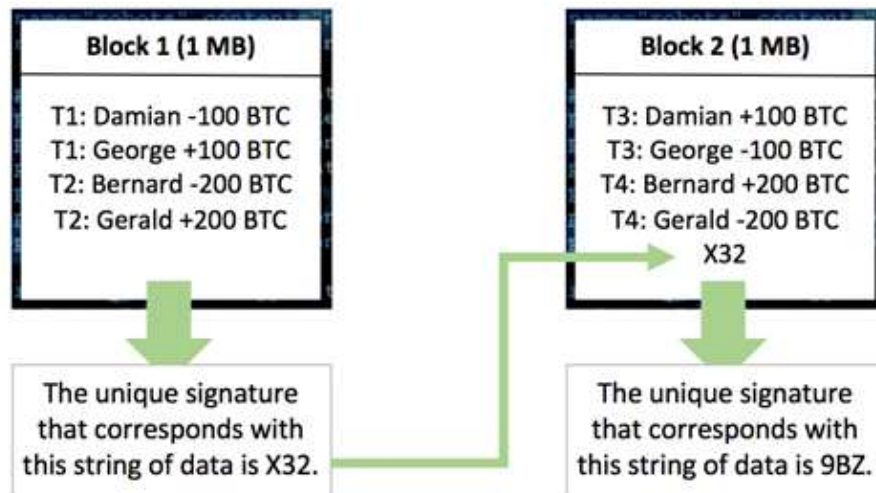 Block 1 (1 MB)
T1: Damian -100 BTC
T1: George +100 BTC
T2: Bernard -200 BTC
T2: Gerald +200 BTC
The unique signature
that corresponds with
this string of data is X32.
Block 2 (1 MB)
T3: Damian +100 BTC
T3: George -100 BTC
T4: Bernard +200 BTC
T4: Gerald -200 BTC
X32
The unique signature
that corresponds with
this string of data is 9BZ.